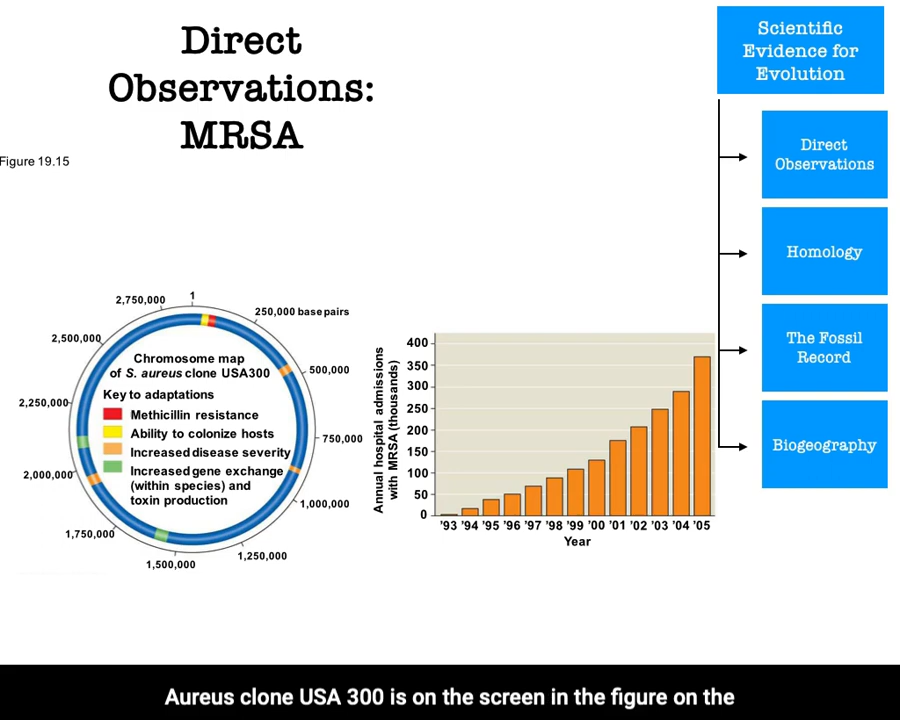 Direct
Observations:
MRSA
Figure 19.15
Scientific
Evidence for
Evolution
Direct
Observations
Homology
The Fossil
Record
Biogeography
1
250,000 base pairs
500,000
750,000
1,000,000
1,250,000
1,500,000
1,750,000
2,000,000
2,250,000
2,500,000
2,750,000
Chromosome map
of S. aureus clone USA300
Key to adaptations
Methicillin resistance
Ability to colonize hosts
Increased disease severity
Increased gene exchange
(within species) and
toxin production
Annual hospital admissions
with MRSA (thousands)
400
350
300
250
200
150
100
50
0
'93 '94 '95 '96 '97 '98 '99 '00 '01 '02 '03 '04 '05
Year
Aureus clone USA 300 is on the screen in the figure on the